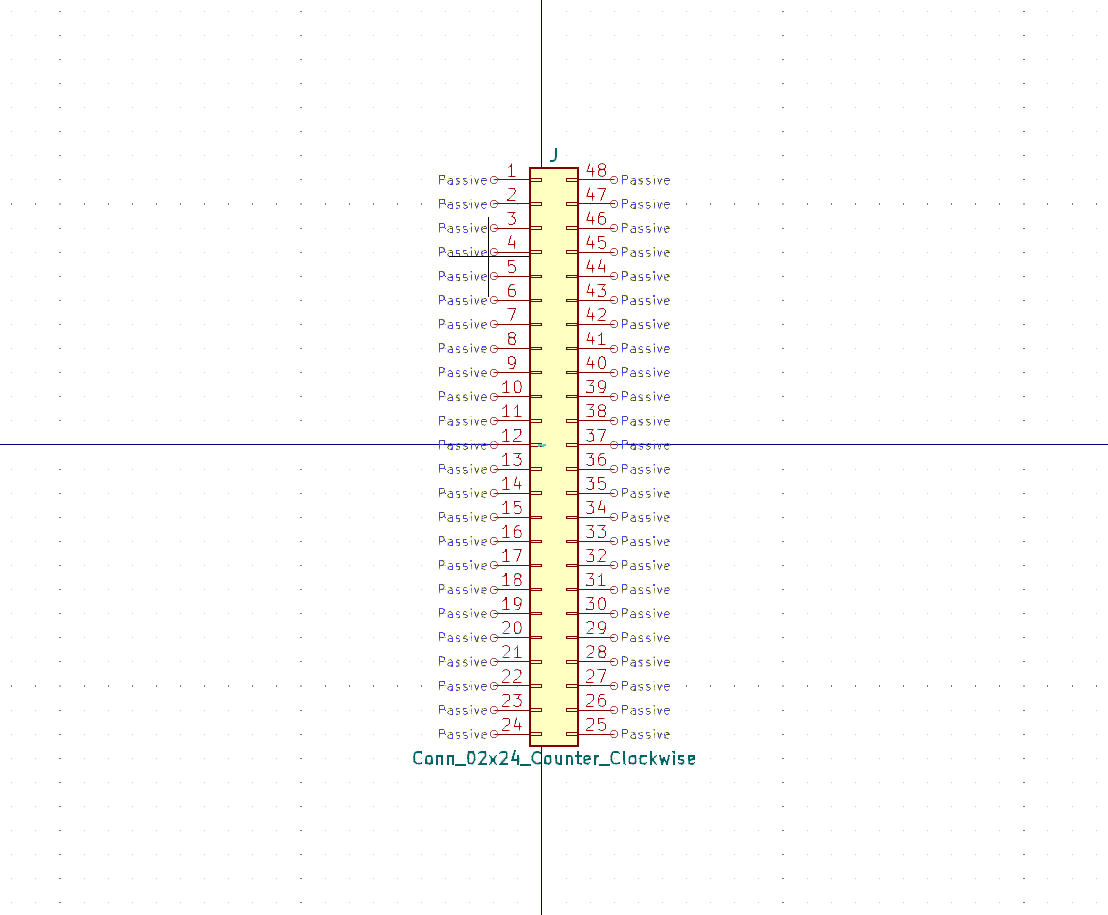 J
Passive 1 48 Passive
Passive 2 47 Passive
Passive 3 46 Passive
Passive 4 45 Passive
Passive 5 44 Passive
Passive 6 43 Passive
Passive 7 42 Passive
Passive 8 41 Passive
Passive 9 40 Passive
Passive 10 39 Passive
Passive 11 38 Passive
Passive 12 37 Passive
Passive 13 36 Passive
Passive 14 35 Passive
Passive 15 34 Passive
Passive 16 33 Passive
Passive 17 32 Passive
Passive 18 31 Passive
Passive 19 30 Passive
Passive 20 29 Passive
Passive 21 28 Passive
Passive 22 27 Passive
Passive 23 26 Passive
Passive 24 25 Passive
Conn_02x24_Counter_Clockwise